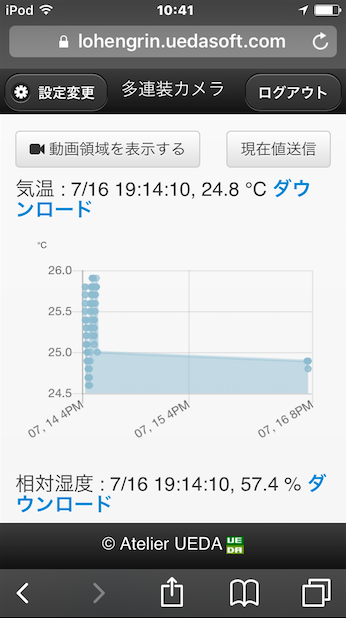 iPod 10:41
lohengrin.uedasoft.com
設定変更 多連装カメラ ログアウト
動画領域を表示する 現在値送信
気温 : 7/16 19:14:10, 24.8 °C ダウ
ンロード
°C
26.0
25.5
25.0
24.5
07, 14 4PM 07, 15 4PM 07, 16 8PM
相対湿度 : 7/16 19:14:10, 57.4 % ダ
ウンロード
© Atelier UEDA UE
DA